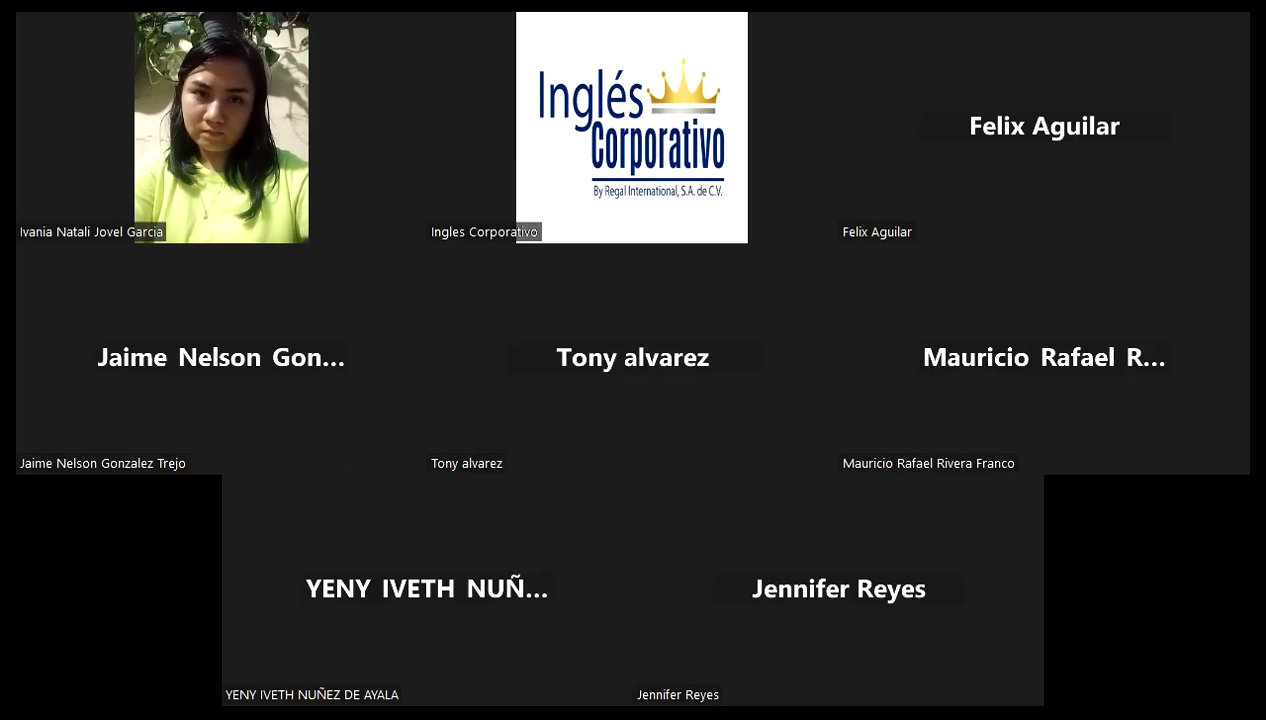 Inglés
Corporativo
By Regal International, S.A. de C.V.
Felix Aguilar
Ivania Natali Jovel Garcia
Ingles Corporativo
Felix Aguilar
Jaime Nelson Gon...
Tony alvarez
Mauricio Rafael R...
Jaime Nelson Gonzalez Trejo
Tony alvarez
Mauricio Rafael Rivera Franco
YENY IVETH NUÑ...
Jennifer Reyes
YENY IVETH NUÑEZ DE AYALA
Jennifer Reyes